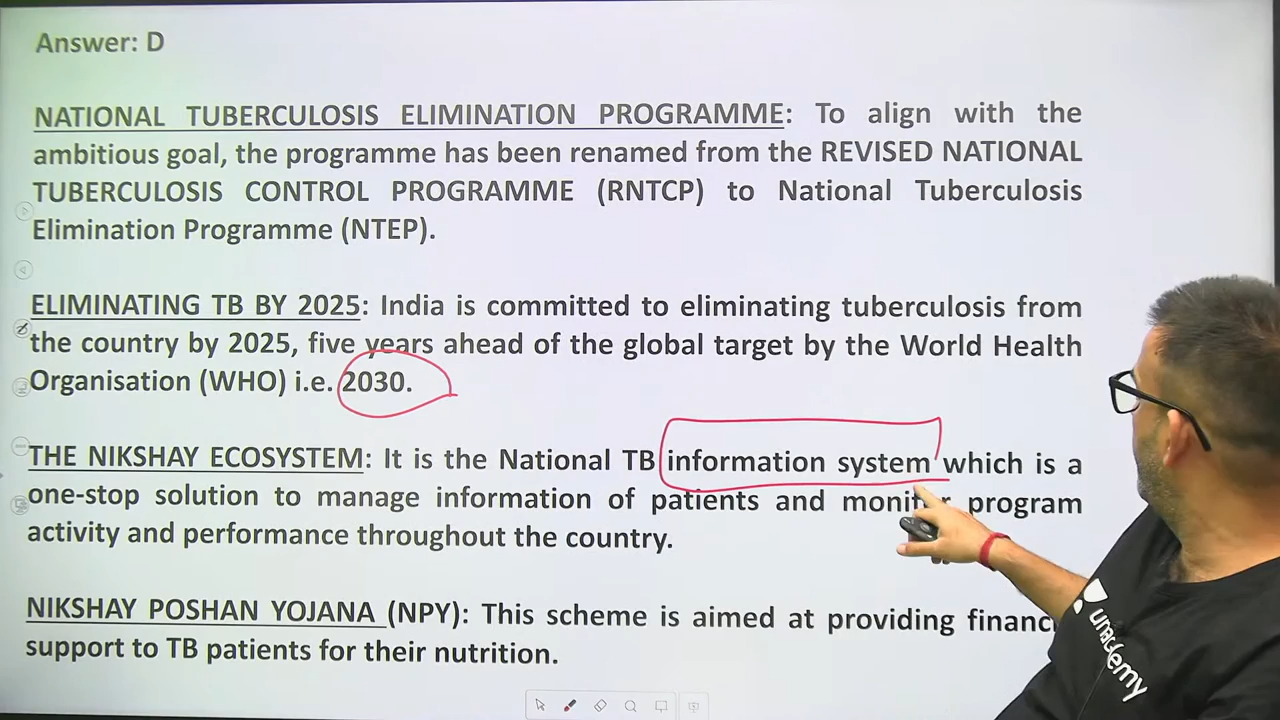 Answer: D
NATIONAL TUBERCULOSIS ELIMINATION PROGRAMME: To align with the
ambitious goal, the programme has been renamed from the REVISED NATIONAL
TUBERCULOSIS CONTROL PROGRAMME (RNTCP) to National Tuberculosis
Elimination Programme (NTEP).
ELIMINATING TB BY 2025: India is committed to eliminating tuberculosis from
the country by 2025, five years ahead of the global target by the World Health
Organisation (WHO) i.e. 2030.
THE NIKSHAY ECOSYSTEM: It is the National TB information system which is a
one-stop solution to manage information of patients and program
activity and performance throughout the country.
NIKSHAY POSHAN YOJANA (NPY): This scheme is aimed at providing
support to TB patients for their nutrition.
unacademy